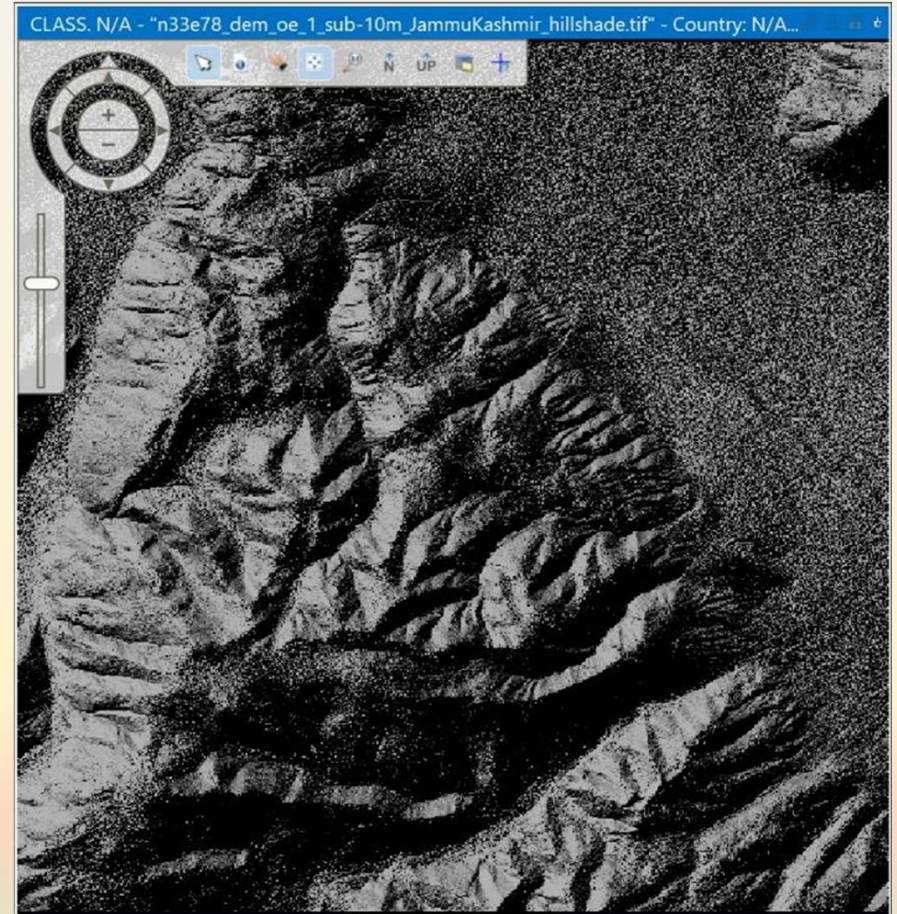 CLASS. N/A - "n33e78_dem_oe_1_sub-10m_JammuKashmir_hillshade.tif" - Country: N/A...
N UP